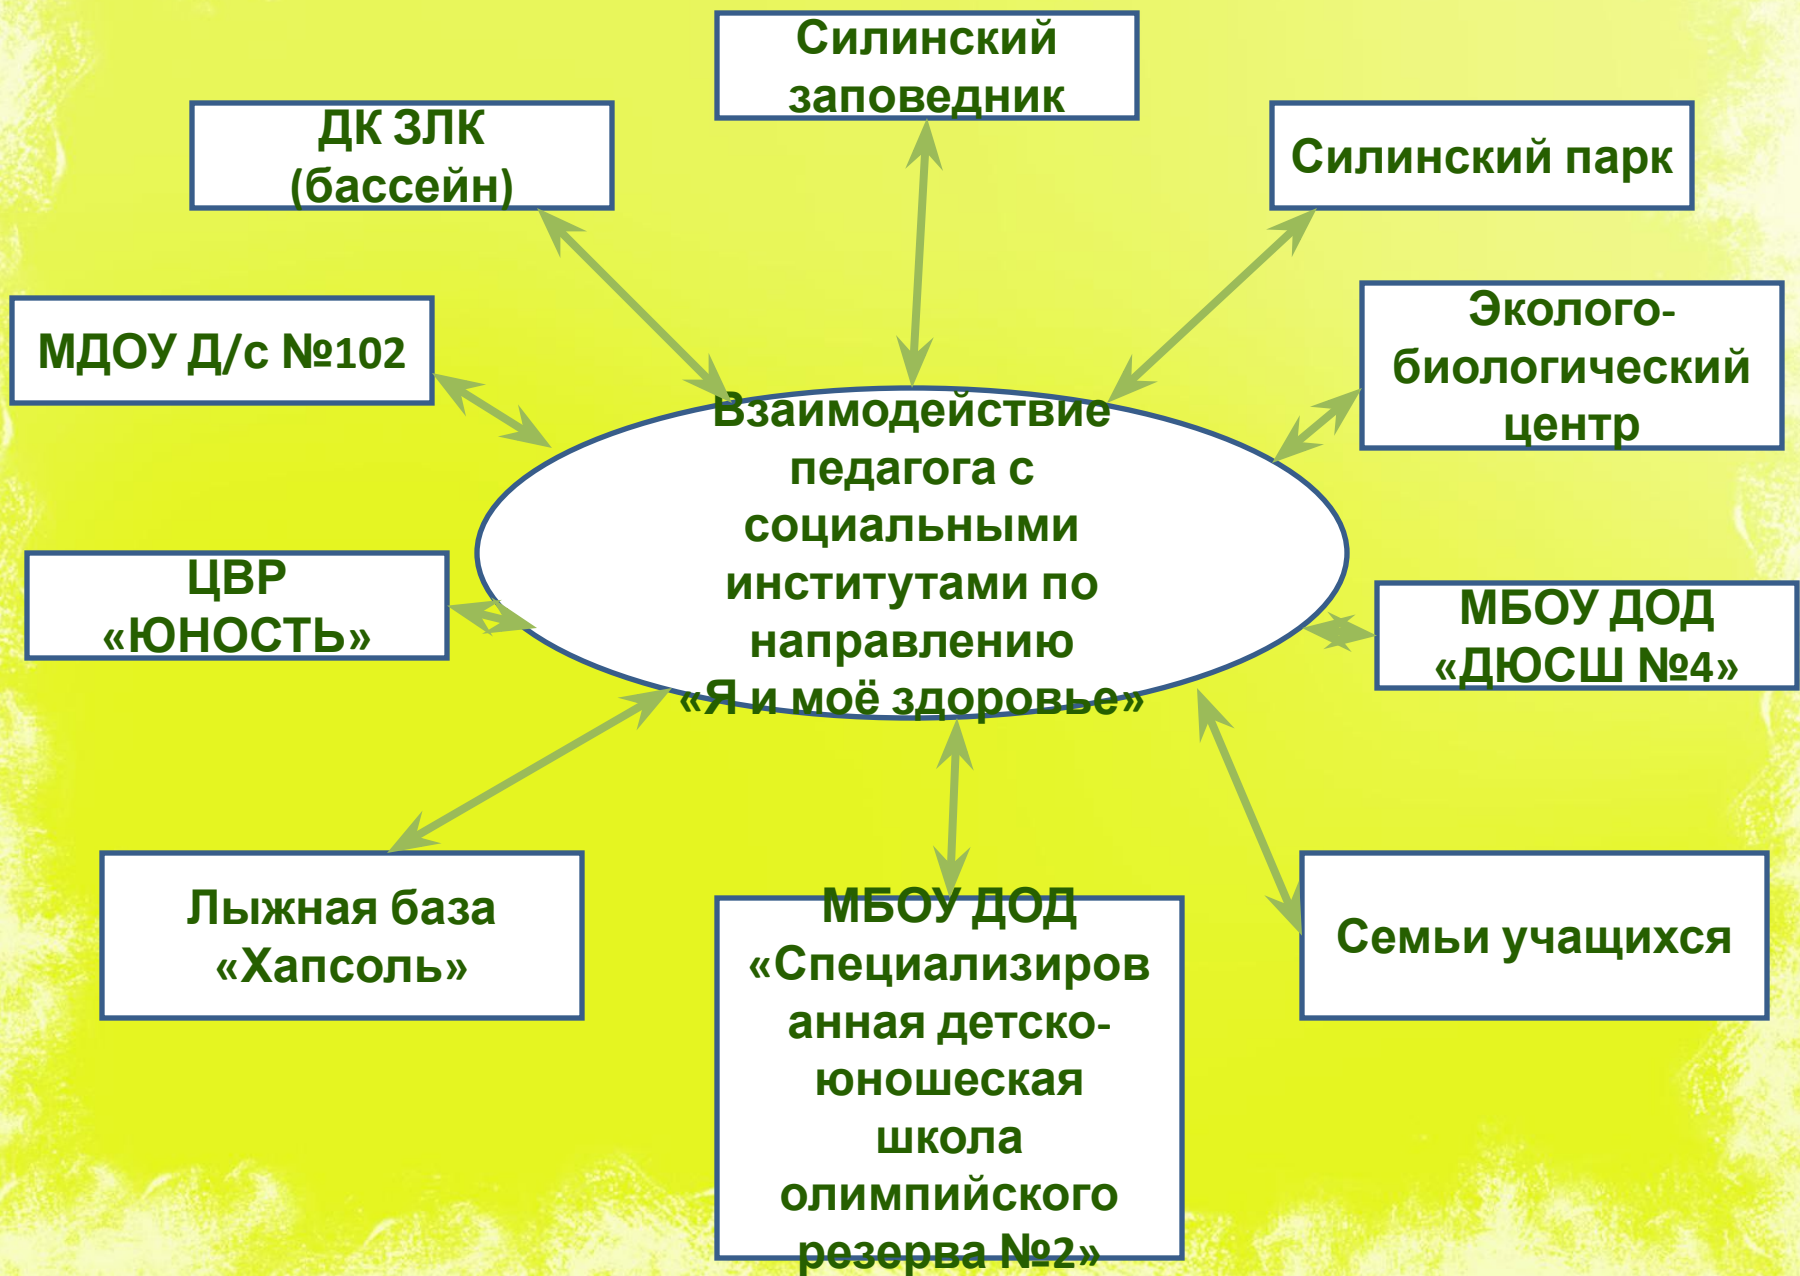 Силинский
заповедник
ДК ЗЛК
(бассейн)
Силинский парк
МДОУ Д/с №102
Эколого-
биологический
центр
Взаимодействие
педагога с
социальными
институтами по
направлению
«Я и моё здоровье»
ЦВР
«ЮНОСТЬ»
МБОУ ДОД
«ДЮСШ №4»
Лыжная база
«Хапсоль»
МБОУ ДОД
«Специализиров
анная детско-
юношеская
школа
олимпийского
резерва №2»
Семьи учащихся